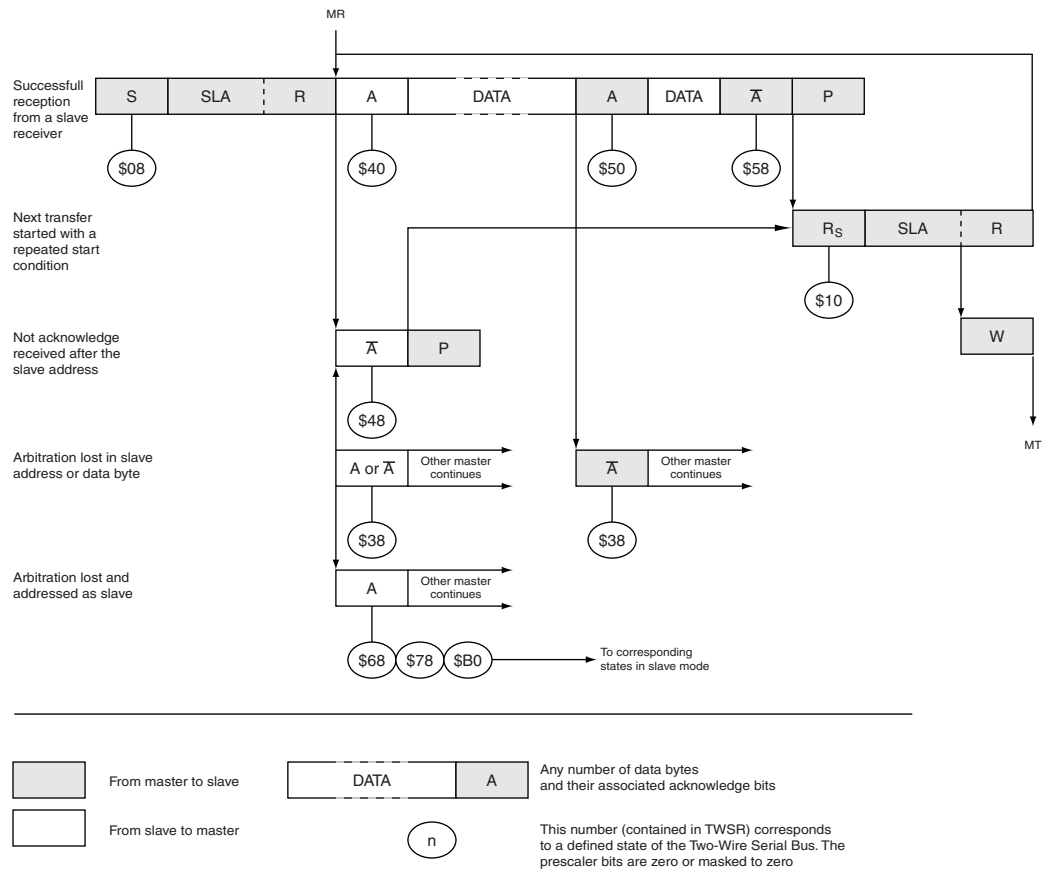 MR
Successfull
reception
from a slave
receiver
S SLA R A DATA A DATA A̅ P
$08 $40 $50 $58
Next transfer
started with a
repeated start
condition
RS SLA R
$10
W
MT
Not acknowledge
received after the
slave address
A̅ P
$48
Arbitration lost in slave
address or data byte
A or A̅
Other master
continues
A̅
Other master
continues
$38 $38
Arbitration lost and
addressed as slave
A
Other master
continues
$68 $78 $B0
To corresponding
states in slave mode
From master to slave
From slave to master
DATA A
Any number of data bytes
and their associated acknowledge bits
n
This number (contained in TWSR) corresponds
to a defined state of the Two-Wire Serial Bus. The
prescaler bits are zero or masked to zero